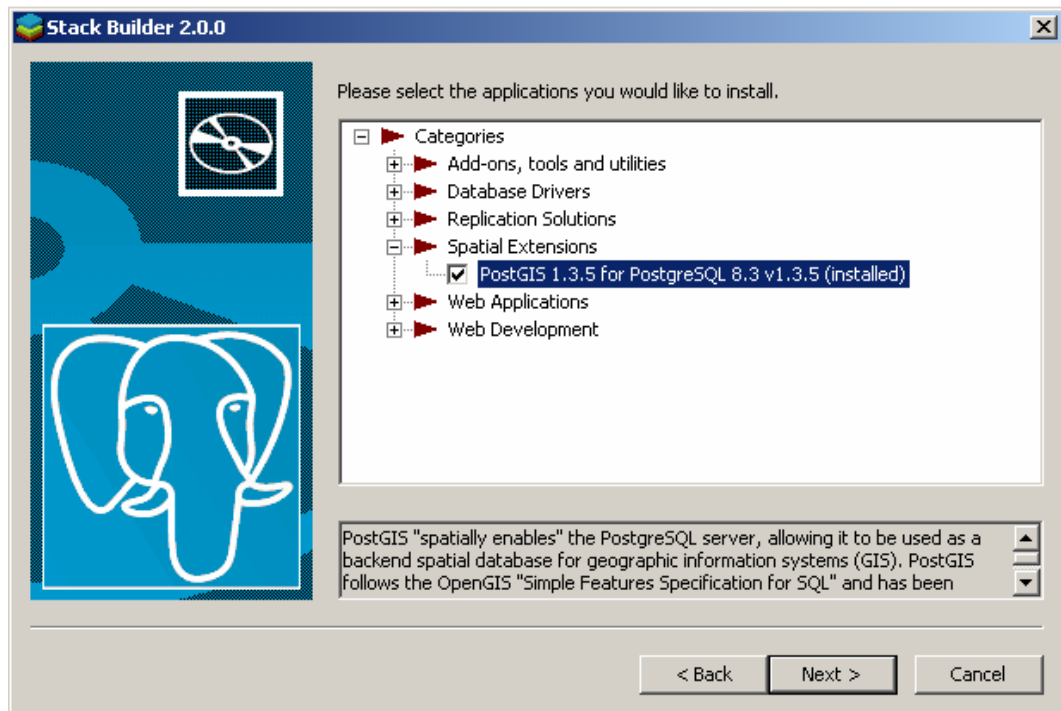 Stack Builder 2.0.0
Please select the applications you would like to install.
Categories
Add-ons, tools and utilities
Database Drivers
Replication Solutions
Spatial Extensions
PostGIS 1.3.5 for PostgreSQL 8.3 v1.3.5 (installed)
Web Applications
Web Development
PostGIS "spatially enables" the PostgreSQL server, allowing it to be used as a
backend spatial database for geographic information systems (GIS). PostGIS
follows the OpenGIS "Simple Features Specification for SQL" and has been
< Back
Next >
Cancel